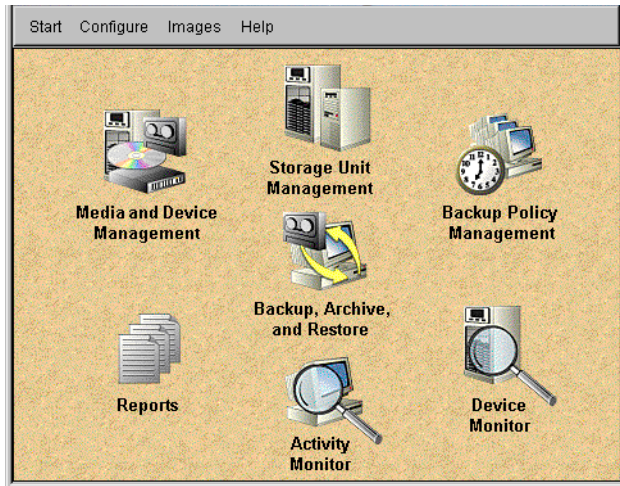 Start Configure Images Help
Storage Unit
Management
Media and Device
Management
Backup Policy
Management
Backup, Archive,
and Restore
Reports
Device
Monitor
Activity
Monitor